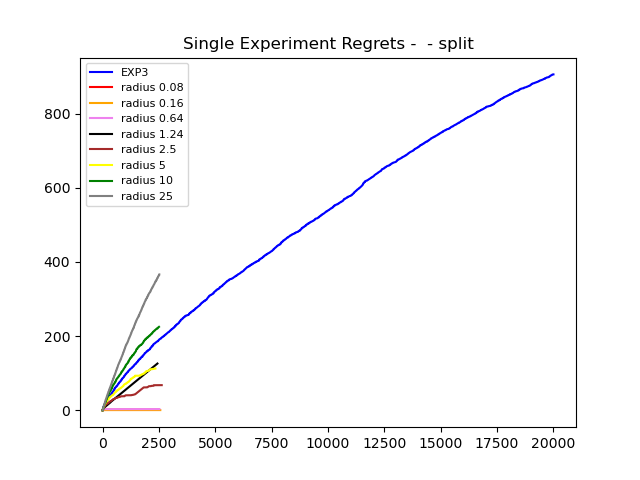 Single Experiment Regrets -  - split
EXP3
radius 0.08
radius 0.16
radius 0.64
radius 1.24
radius 2.5
radius 5
radius 10
radius 25
800
600
400
200
0
0 2500 5000 7500 10000 12500 15000 17500 20000